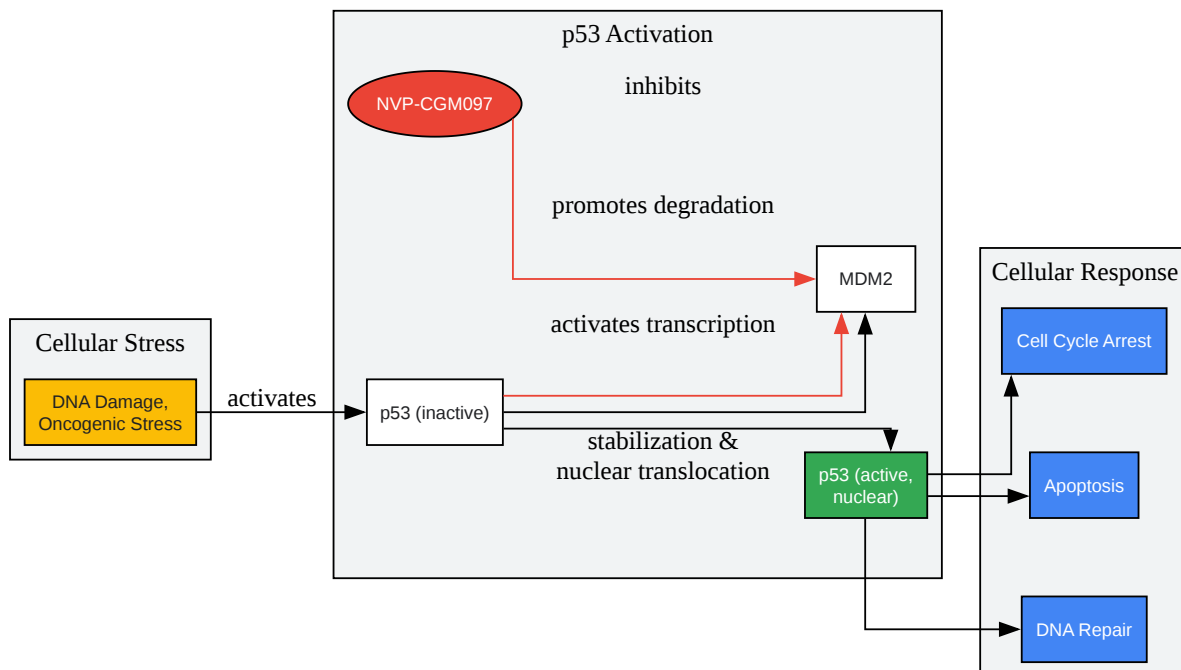 p53 Activation
inhibits
NVP-CGM097
promotes degradation
MDM2
activates transcription
Cellular Stress
DNA Damage,
Oncogenic Stress
activates
p53 (inactive)
stabilization &
nuclear translocation
p53 (active,
nuclear)
Cellular Response
Cell Cycle Arrest
Apoptosis
DNA Repair